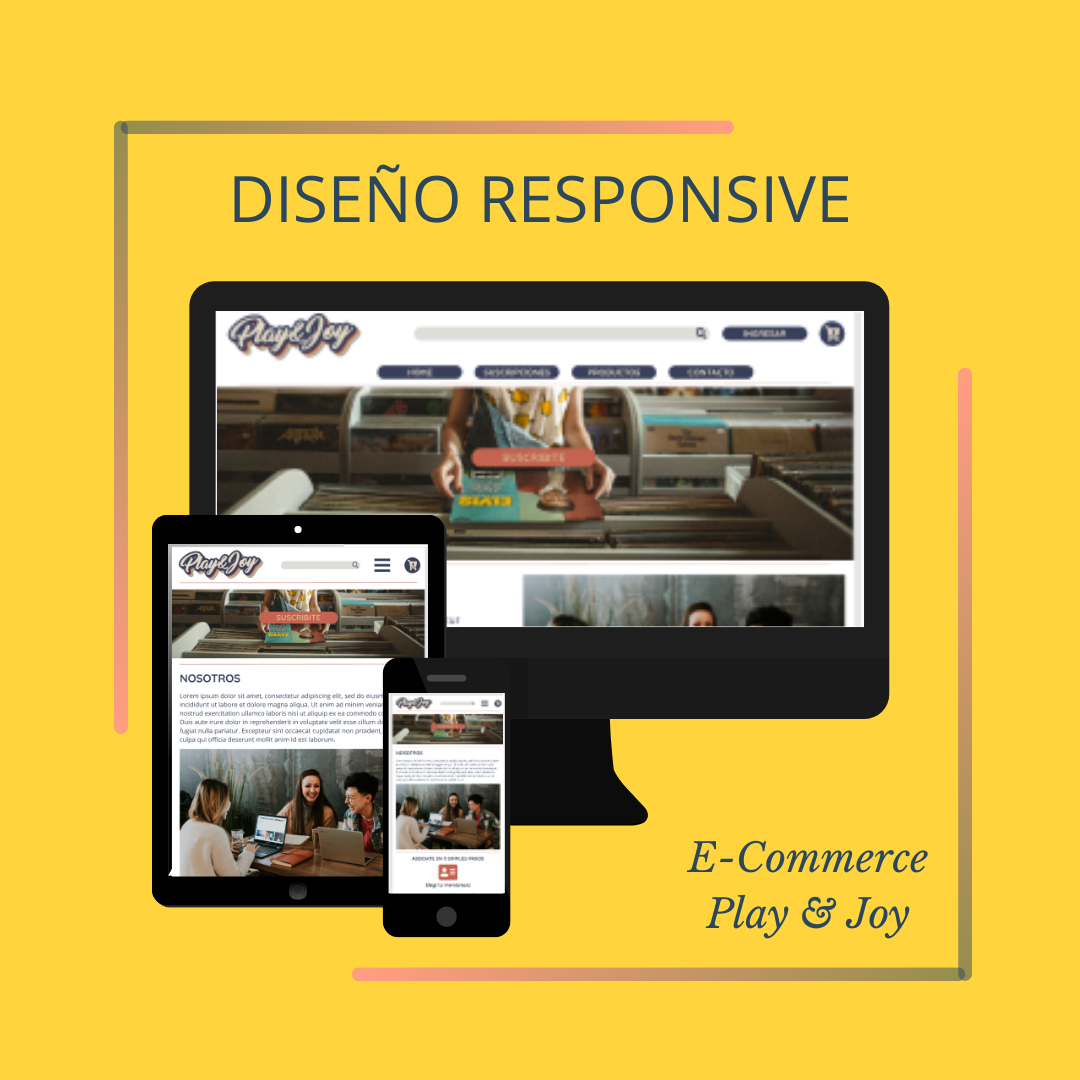 DISEÑO RESPONSIVE
Play&Joy
INGRESAR
HOME SUSCRIPCIONES PRODUCTOS CONTACTO
SUSCRIBITE
ELVIS
Play&Joy
SUSCRIBITE
NOSOTROS
Lorem ipsum dolor sit amet, consectetur adipiscing elit, sed do eiusm
incididunt ut labore et dolore magna aliqua. Ut enim ad minim venia
nostrud exercitation ullamco laboris nisi ut aliquip ex ea commodo co
Duis aute irure dolor in reprehenderit in voluptate velit esse cillum do
fugiat nulla pariatur. Excepteur sint occaecat cupidatat non proident,
culpa qui officia deserunt mollit anim id est laborum.
Play&Joy
NOSOTROS
ASOCIATE EN 3 SIMPLES PASOS
Elegí tu membresía
E-Commerce
Play & Joy